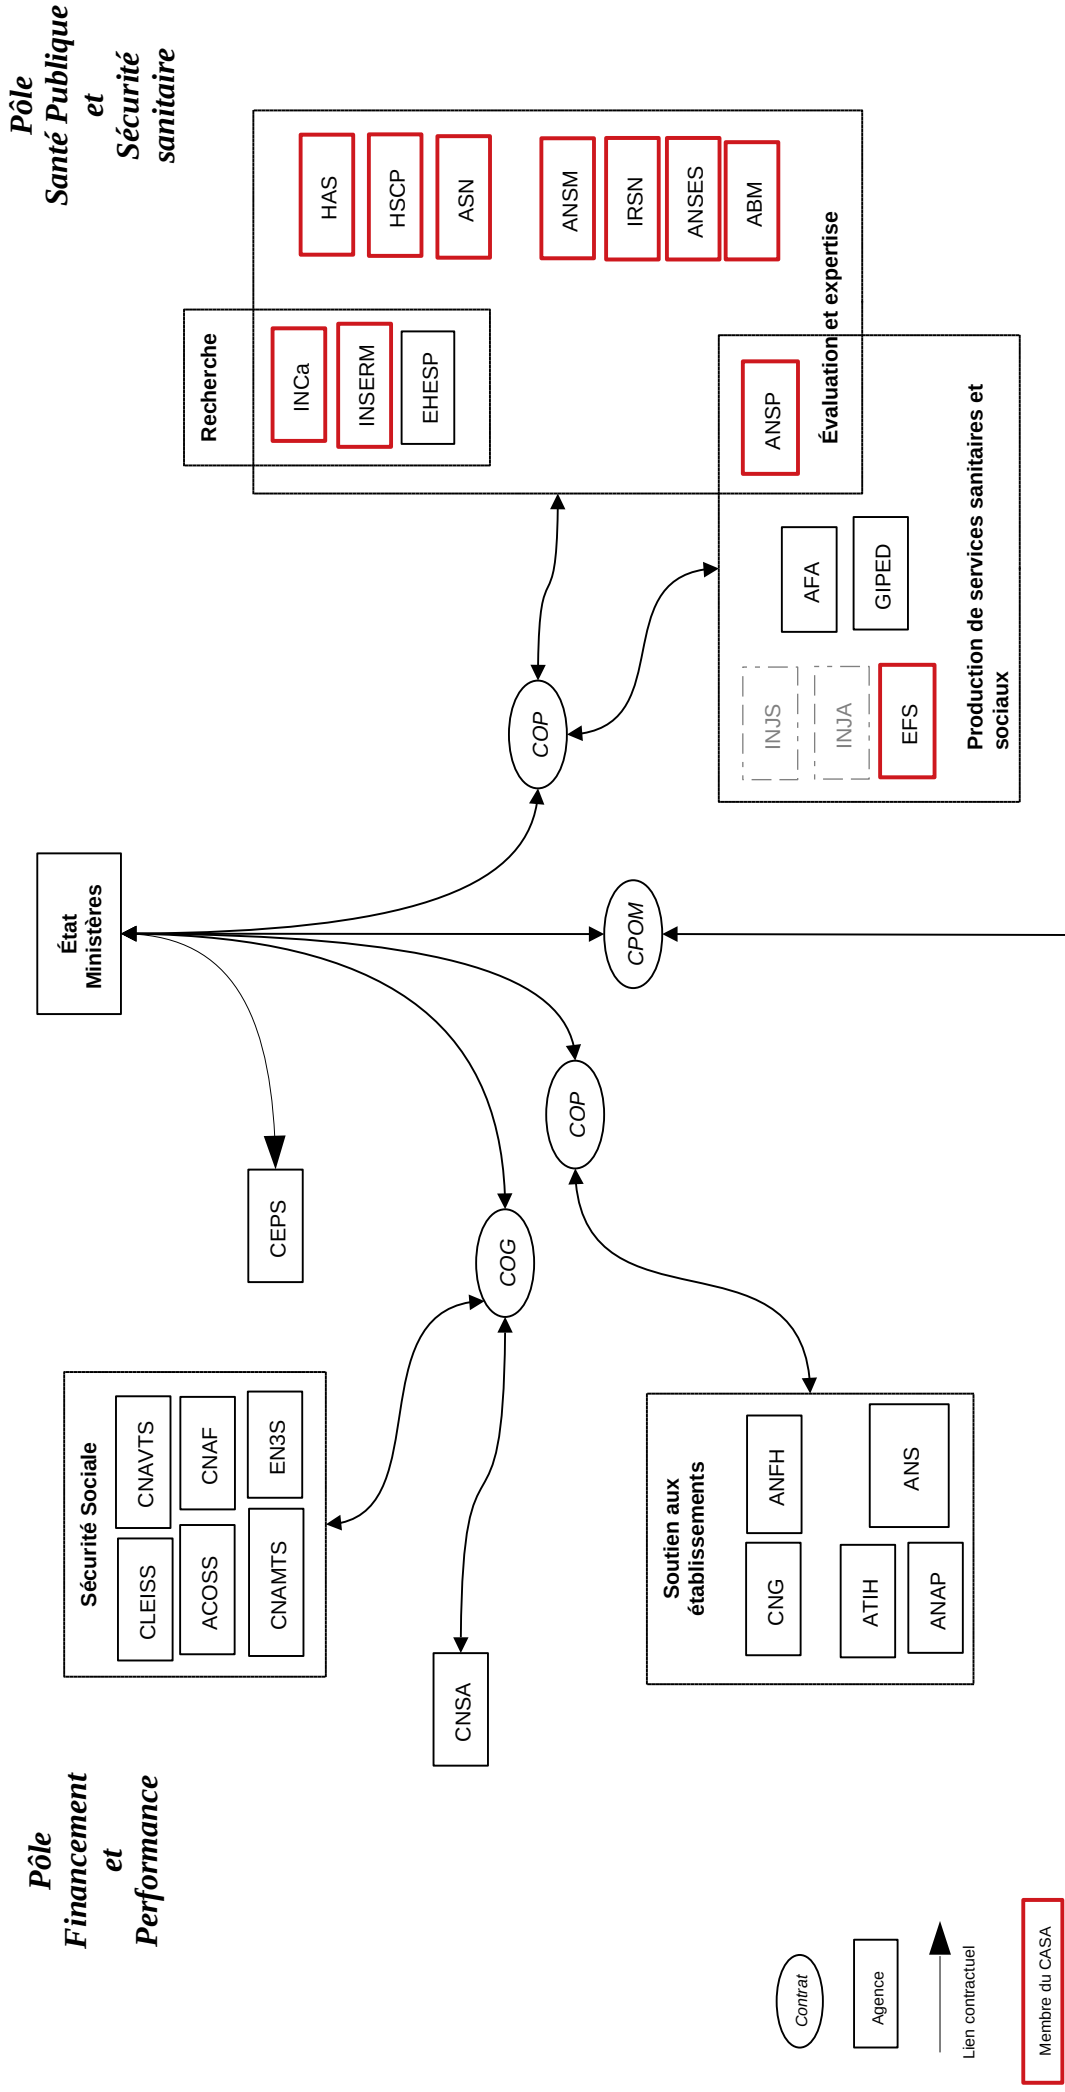 Pôle
Financement
et
Performance
Pôle
Santé Publique
et
Sécurité
sanitaire
État
Ministères
Sécurité Sociale
CLEISS
CNAVTS
ACOSS
CNAF
CNAMTS
EN3S
CEPS
CNSA
COG
COP
CPOM
COP
Recherche
INCa
INSERM
EHESP
HAS
HSCP
ASN
ANSM
IRSN
ANSES
ABM
Évaluation et expertise
Soutien aux
établissements
CNG
ANFH
ATIH
ANS
ANAP
ANSP
INJS
AFA
INJA
GIPED
EFS
Production de services sanitaires et
sociaux
Contrat
Agence
Lien contractuel
Membre du CASA